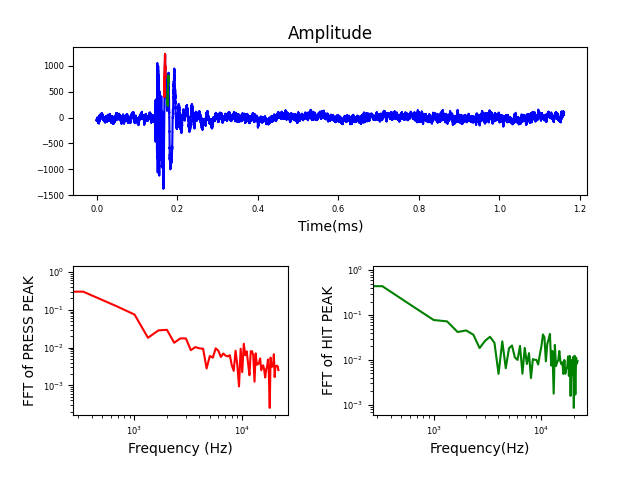 Amplitude
1000
500
0
−500
−1000
−1500
0.0 0.2 0.4 0.6 0.8 1.0 1.2
Time(ms)
FFT of PRESS PEAK
10⁰
10⁻¹
10⁻²
10⁻³
10³ 10⁴
Frequency (Hz)
FFT of HIT PEAK
10⁰
10⁻¹
10⁻²
10⁻³
10³ 10⁴
Frequency(Hz)